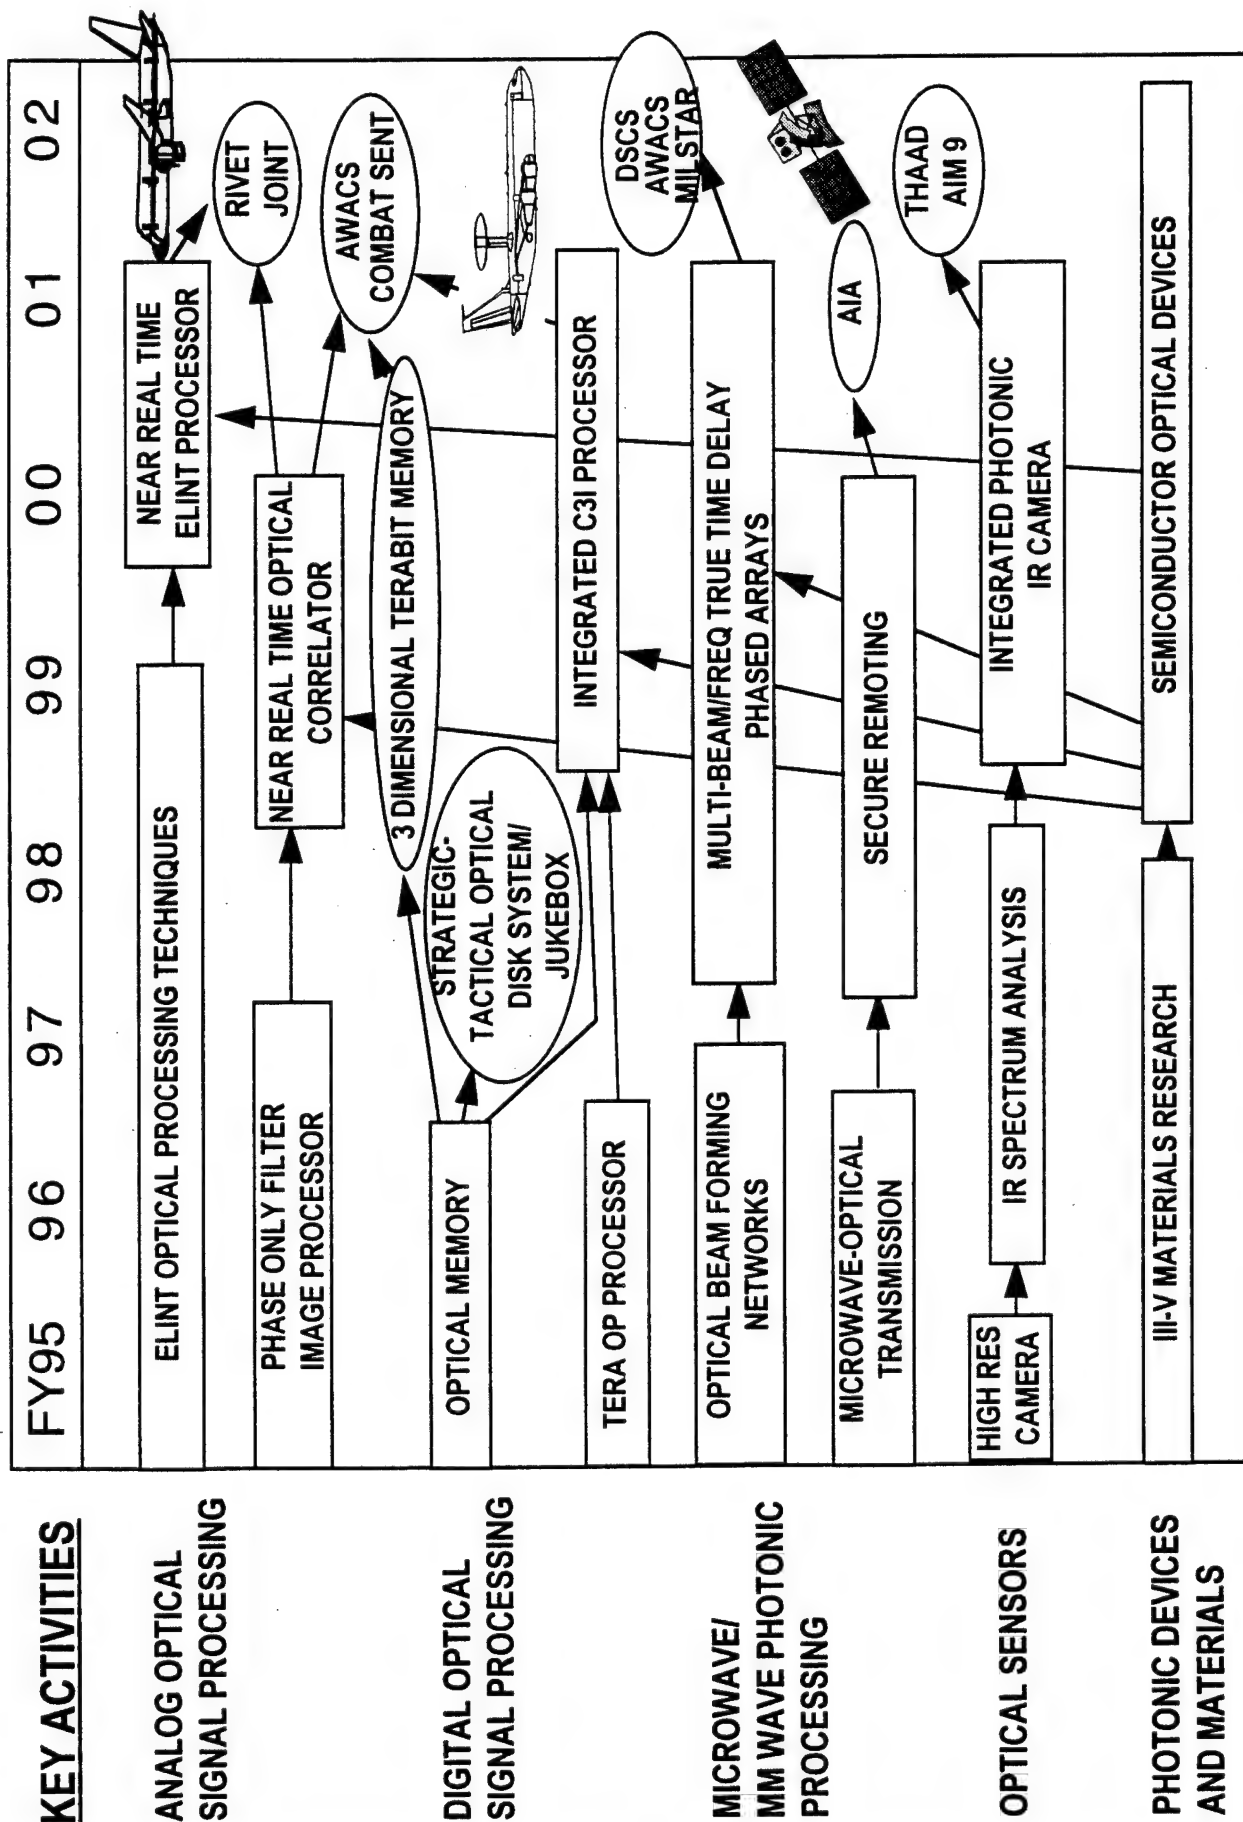 KEY ACTIVITIES
FY95 96 97 98 99 00 01 02
ANALOG OPTICAL
SIGNAL PROCESSING
ELINT OPTICAL PROCESSING TECHNIQUES
NEAR REAL TIME
ELINT PROCESSOR
PHASE ONLY FILTER
IMAGE PROCESSOR
NEAR REAL TIME OPTICAL
CORRELATOR
RIVET
JOINT
AWACS
COMBAT SENT
DIGITAL OPTICAL
SIGNAL PROCESSING
3 DIMENSIONAL TERABIT MEMORY
OPTICAL MEMORY
STRATEGIC-
TACTICAL OPTICAL
DISK SYSTEM/
JUKEBOX
TERA OP PROCESSOR
INTEGRATED C3I PROCESSOR
MICROWAVE/
MM WAVE PHOTONIC
PROCESSING
OPTICAL BEAM FORMING
NETWORKS
MULTI-BEAM/FREQ TRUE TIME DELAY
PHASED ARRAYS
DSCS
AWACS
MILSTAR
MICROWAVE-OPTICAL
TRANSMISSION
SECURE REMOTING
AIA
OPTICAL SENSORS
HIGH RES
CAMERA
IR SPECTRUM ANALYSIS
INTEGRATED PHOTONIC
IR CAMERA
THAAD
AIM 9
PHOTONIC DEVICES
AND MATERIALS
III-V MATERIALS RESEARCH
SEMICONDUCTOR OPTICAL DEVICES